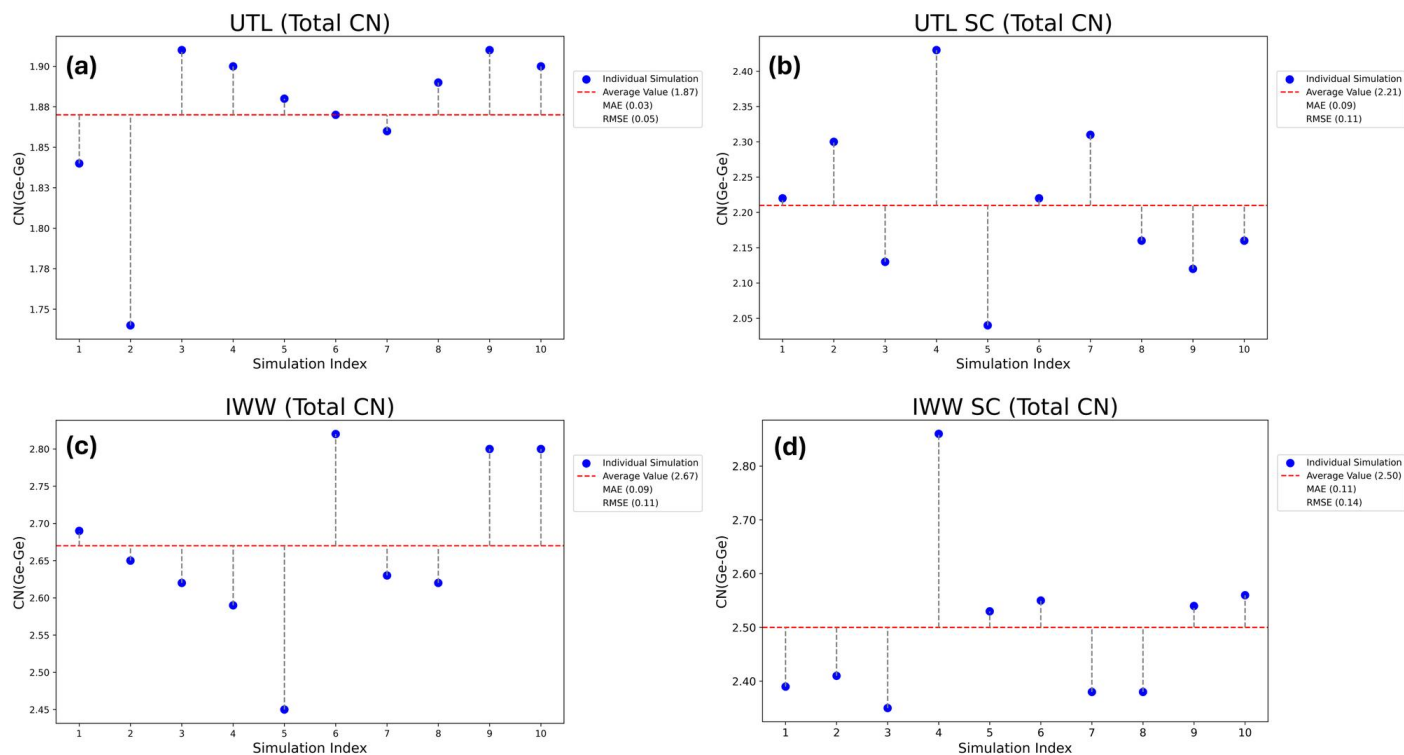 UTL (Total CN)
(a)
CN(Ge-Ge)
1.90
1.88
1.85
1.83
1.80
1.78
1.75
1 2 3 4 5 6 7 8 9 10
Simulation Index
Individual Simulation
Average Value (1.87)
MAE (0.03)
RMSE (0.05)
UTL SC (Total CN)
(b)
CN(Ge-Ge)
2.40
2.35
2.30
2.25
2.20
2.15
2.10
2.05
1 2 3 4 5 6 7 8 9 10
Simulation Index
Individual Simulation
Average Value (2.21)
MAE (0.09)
RMSE (0.11)
IWW (Total CN)
(c)
CN(Ge-Ge)
2.80
2.75
2.70
2.65
2.60
2.55
2.50
2.45
1 2 3 4 5 6 7 8 9 10
Simulation Index
Individual Simulation
Average Value (2.67)
MAE (0.09)
RMSE (0.11)
IWW SC (Total CN)
(d)
CN(Ge-Ge)
2.80
2.70
2.60
2.50
2.40
1 2 3 4 5 6 7 8 9 10
Simulation Index
Individual Simulation
Average Value (2.50)
MAE (0.11)
RMSE (0.14)